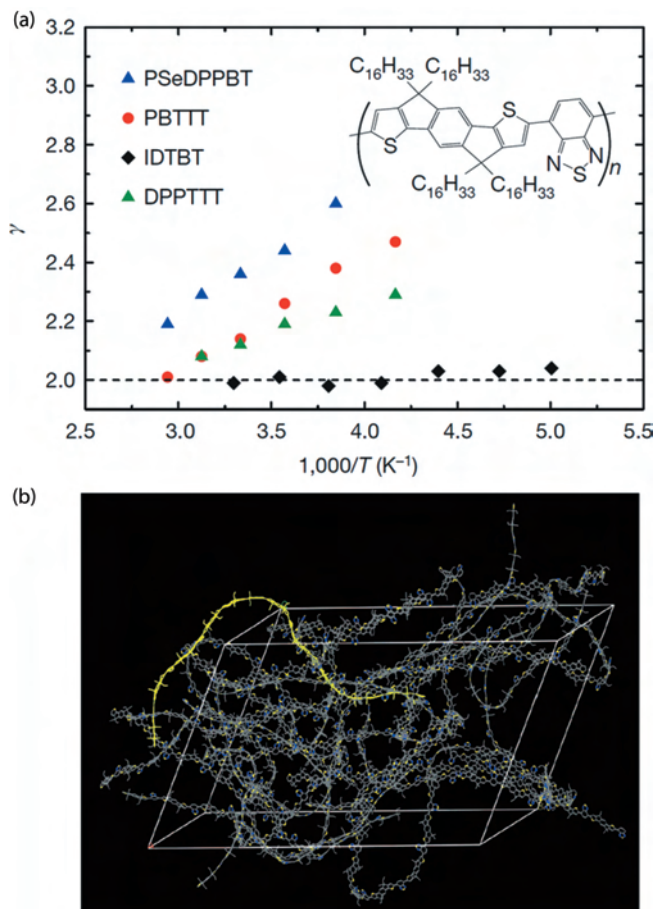 (a)
3.2
3.0
2.8
2.6
2.4
2.2
2.0
γ
PSeDPPBT
PBTTT
IDTBT
DPPTTT
C₁₆H₃₃ C₁₆H₃₃
S
S
N N
S
n
C₁₆H₃₃ C₁₆H₃₃
2.5 3.0 3.5 4.0 4.5 5.0 5.5
1,000/T (K⁻¹)
(b)